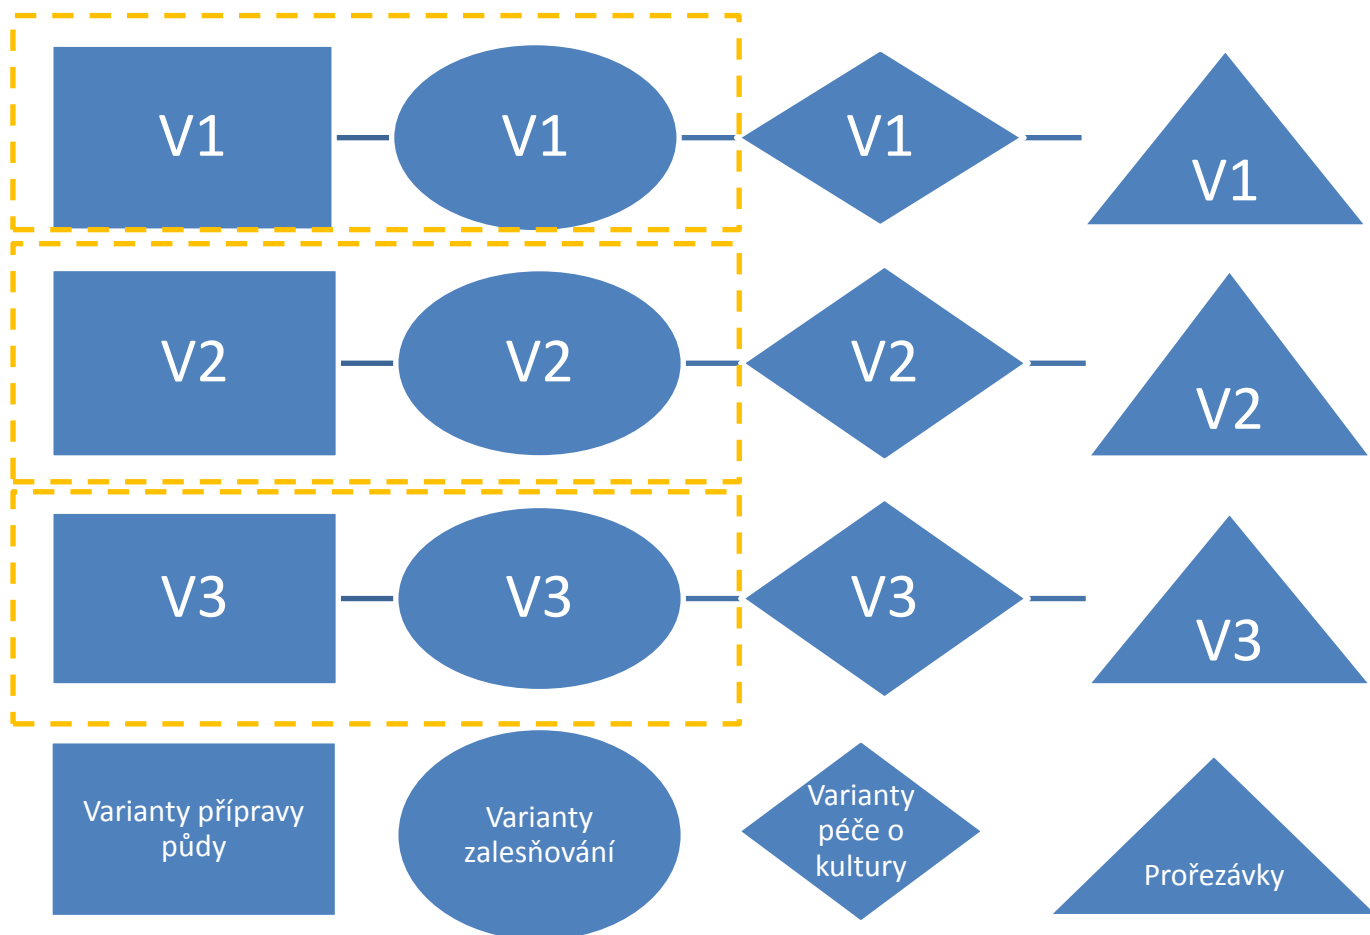 V1
V1
V1
V1
V2
V2
V2
V2
V3
V3
V3
V3
Varianty přípravy
půdy
Varianty
zalesňování
Varianty
péče o
kultury
Prořezávky